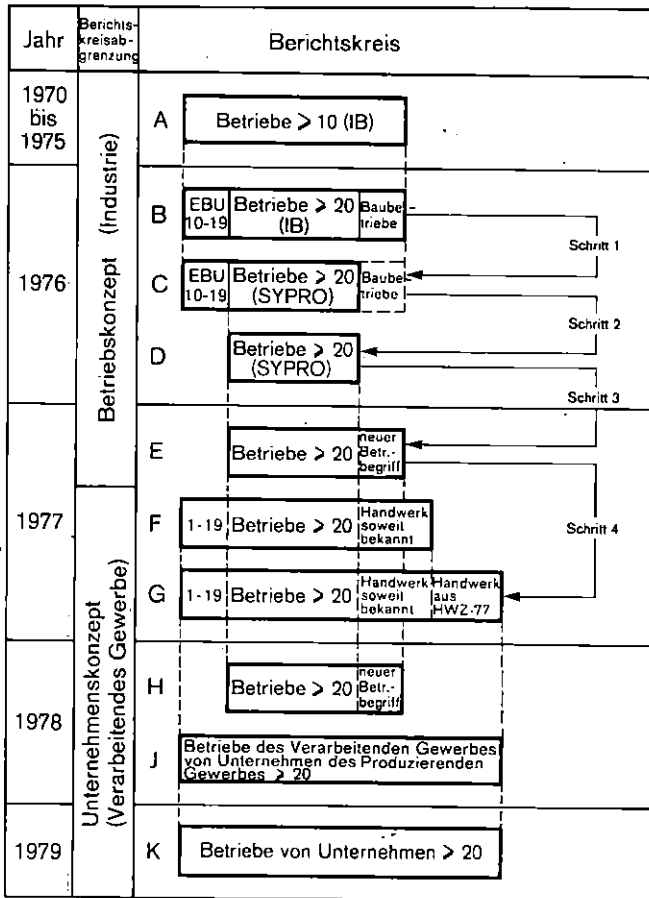 Jahr
Berichts-
kreisab-
grenzung
Berichtskreis
1970
bis
1975
A
Betriebe ⩾ 10 (IB)
Betriebskonzept (Industrie)
1976
B
EBU
10-19
Betriebe ⩾ 20
(IB)
Baube-
triebe
Schritt 1
C
EBU
10-19
Betriebe ⩾ 20
(SYPRO)
Baube-
triebe
Schritt 2
D
Betriebe ⩾ 20
(SYPRO)
Schritt 3
1977
E
Betriebe ⩾ 20
neuer
Betr.-
begriff
Unternehmenskonzept
(Verarbeitendes Gewerbe)
F
1-19
Betriebe ⩾ 20
Handwerk
soweit
bekannt
Schritt 4
G
1-19
Betriebe ⩾ 20
Handwerk
soweit
bekannt
Handwerk
aus
HWZ-77
1978
H
Betriebe ⩾ 20
neuer
Betr.-
begriff
J
Betriebe des Verarbeitenden Gewerbes
von Unternehmen des Produzierenden
Gewerbes ⩾ 20
1979
K
Betriebe von Unternehmen ⩾ 20